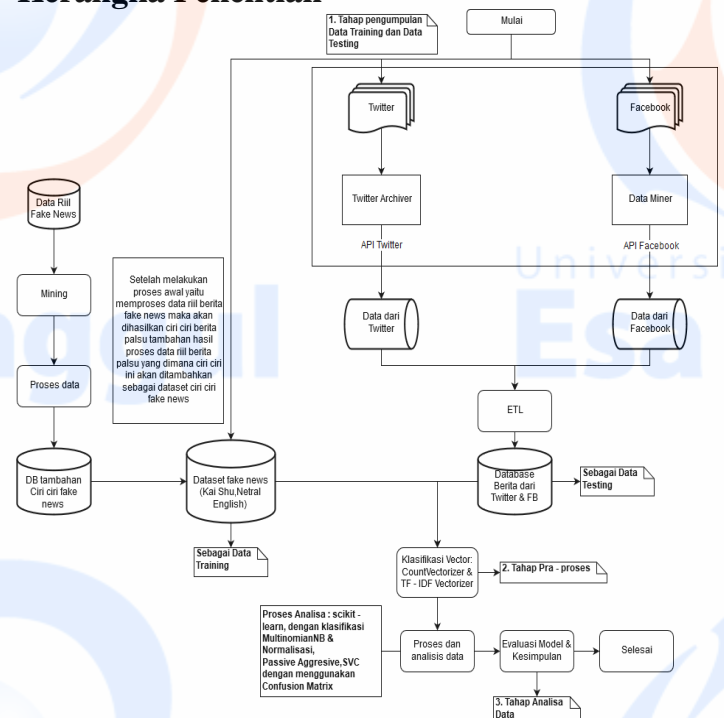 1. Tahap pengumpulan
Data Training dan Data
Testing
Mulai
Twitter
Facebook
Twitter Archiver
Data Miner
API Twitter
API Facebook
Data Riil
Fake News
Mining
Proses data
Setelah melakukan
proses awal yaitu
memproses data riil berita
fake news maka akan
dihasilkan ciri ciri berita
palsu tambahan hasil
proses data riil berita
palsu yang dimana ciri ciri
ini akan ditambahkan
sebagai dataset ciri ciri
fake news
Data dari
Twitter
Data dari
Facebook
ETL
DB tambahan
Ciri ciri fake
news
Dataset fake news
(Kai Shu,Netral
English)
Database
Berita dari
Twitter & FB
Sebagai Data
Testing
Sebagai Data
Training
Klasifikasi Vector:
CountVectorizer &
TF - IDF Vectorizer
2. Tahap Pra - proses
Proses Analisa : scikit -
learn, dengan klasifikasi
MultinomianNB &
Normalisasi,
Passive Aggresive,SVC
dengan menggunakan
Confusion Matrix
Proses dan
analisis data
Evaluasi Model &
Kesimpulan
Selesai
3. Tahap Analisa
Data
Univers
Esa